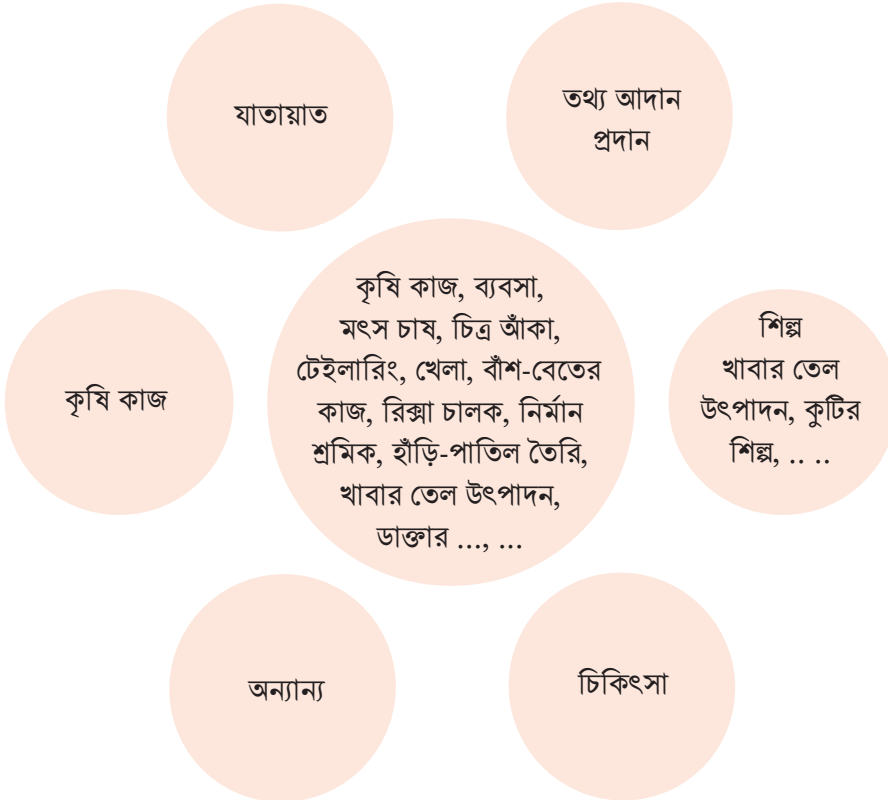 যাতায়াত
তথ্য আদান
প্রদান
কৃষি কাজ
কৃষি কাজ, ব্যবসা,
মৎস চাষ, চিত্র আঁকা,
টেইলারিং, খেলা, বাঁশ-বেতের
কাজ, রিক্সা চালক, নির্মান
শ্রমিক, হাঁড়ি-পাতিল তৈরি,
খাবার তেল উৎপাদন,
ডাক্তার ..., ...
শিল্প
খাবার তেল
উৎপাদন, কুটির
শিল্প, .. ..
অন্যান্য
চিকিৎসা